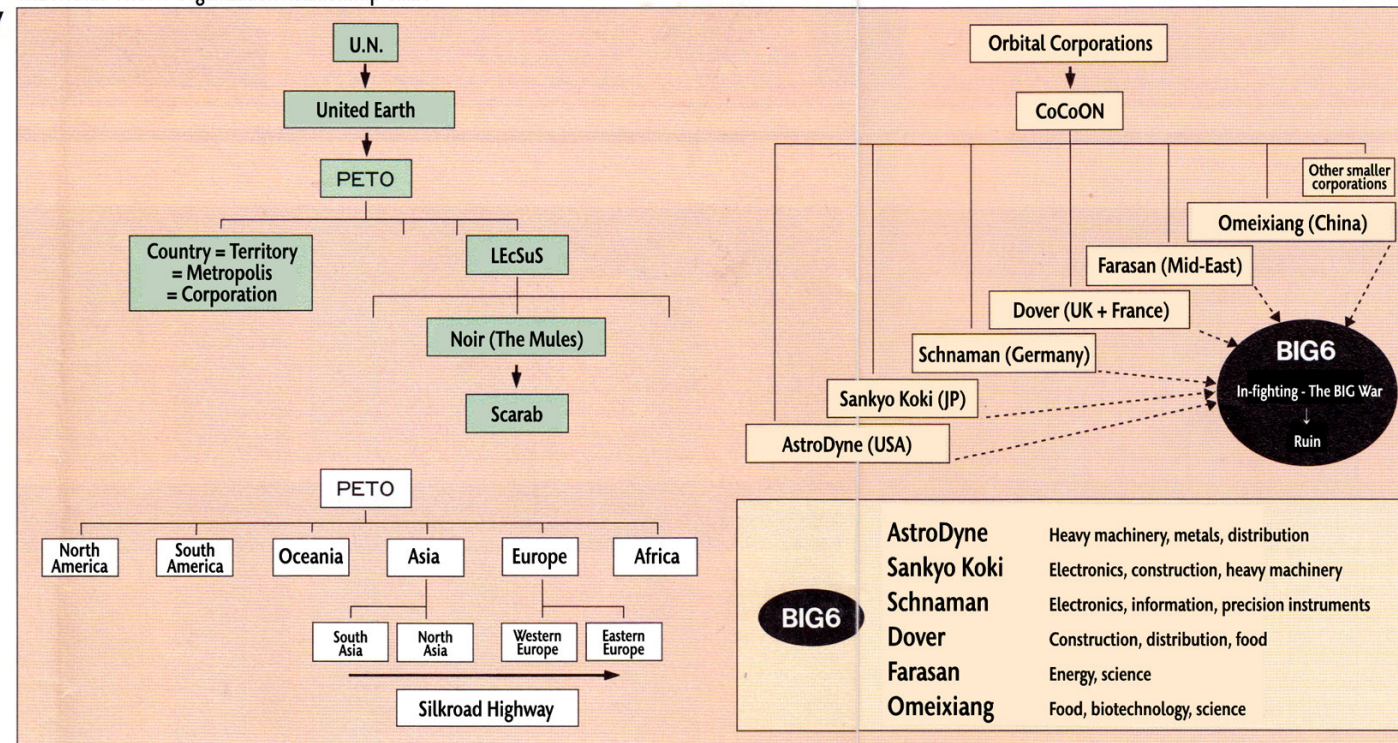 U.N.
United Earth
PETO
Country = Territory
= Metropolis
= Corporation
LEcSuS
Noir (The Mules)
Scarab
PETO
North
America
South
America
Oceania
Asia
Europe
Africa
South
Asia
North
Asia
Western
Europe
Eastern
Europe
Silkroad Highway
Orbital Corporations
CoCoON
Other smaller
corporations
Omeixiang (China)
Farasan (Mid-East)
Dover (UK + France)
Schnaman (Germany)
Sankyo Koki (JP)
AstroDyne (USA)
BIG6
In-fighting - The BIG War
↓
Ruin
BIG6
AstroDyne Heavy machinery, metals, distribution
Sankyo Koki Electronics, construction, heavy machinery
Schnaman Electronics, information, precision instruments
Dover Construction, distribution, food
Farasan Energy, science
Omeixiang Food, biotechnology, science